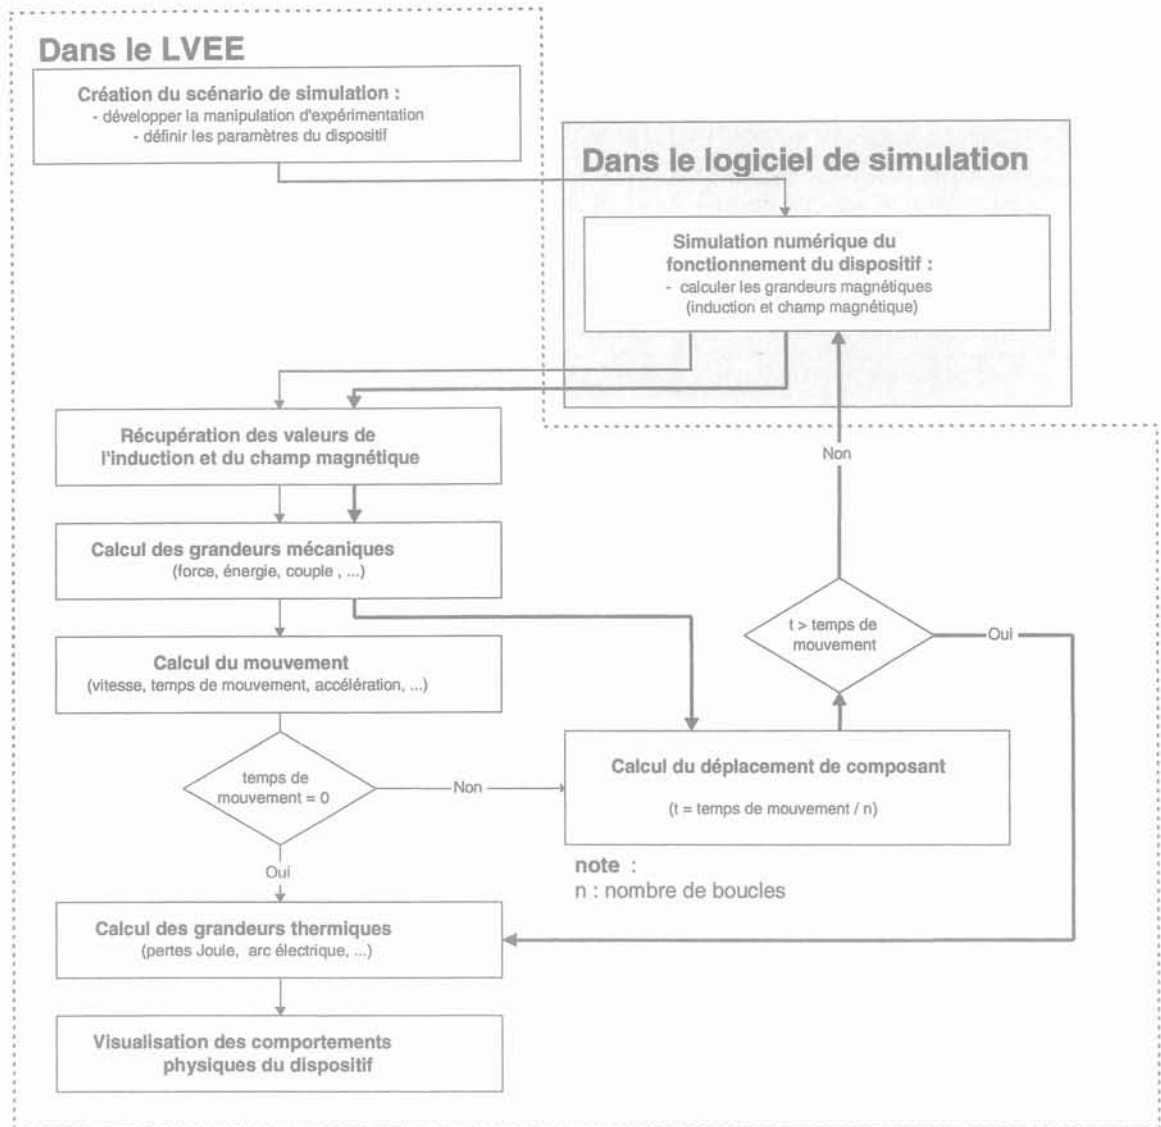 Dans le LVEE
Création du scénario de simulation :
- développer la manipulation d'expérimentation
- définir les paramètres du dispositif
Dans le logiciel de simulation
Simulation numérique du
fonctionnement du dispositif :
- calculer les grandeurs magnétiques
(induction et champ magnétique)
Récupération des valeurs de
l'induction et du champ magnétique
Non
Calcul des grandeurs mécaniques
(force, énergie, couple , ...)
t > temps de
mouvement
Oui
Calcul du mouvement
(vitesse, temps de mouvement, accélération, ...)
temps de
mouvement = 0
Non
Calcul du déplacement de composant
(t = temps de mouvement / n)
note :
n : nombre de boucles
Oui
Calcul des grandeurs thermiques
(pertes Joule, arc électrique, ...)
Visualisation des comportements
physiques du dispositif